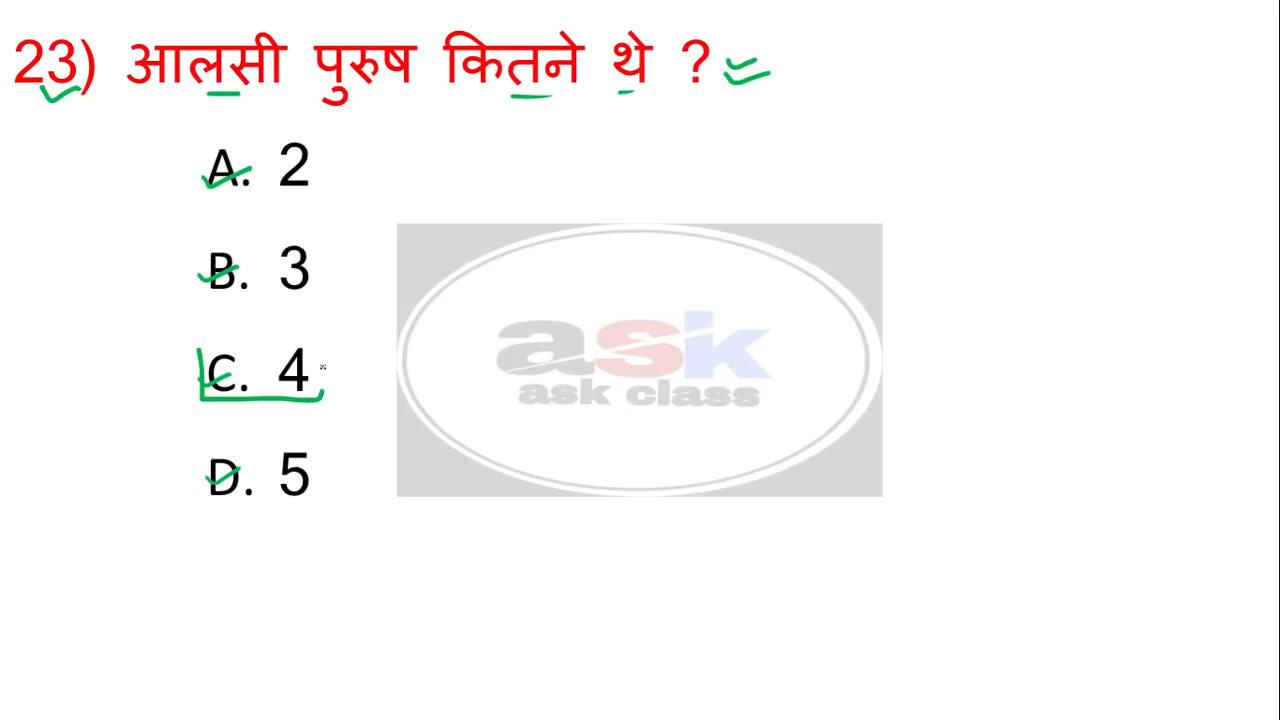 23) आलसी पुरुष कितने थे ?
A. 2
B. 3
C. 4
D. 5
ask
ask class